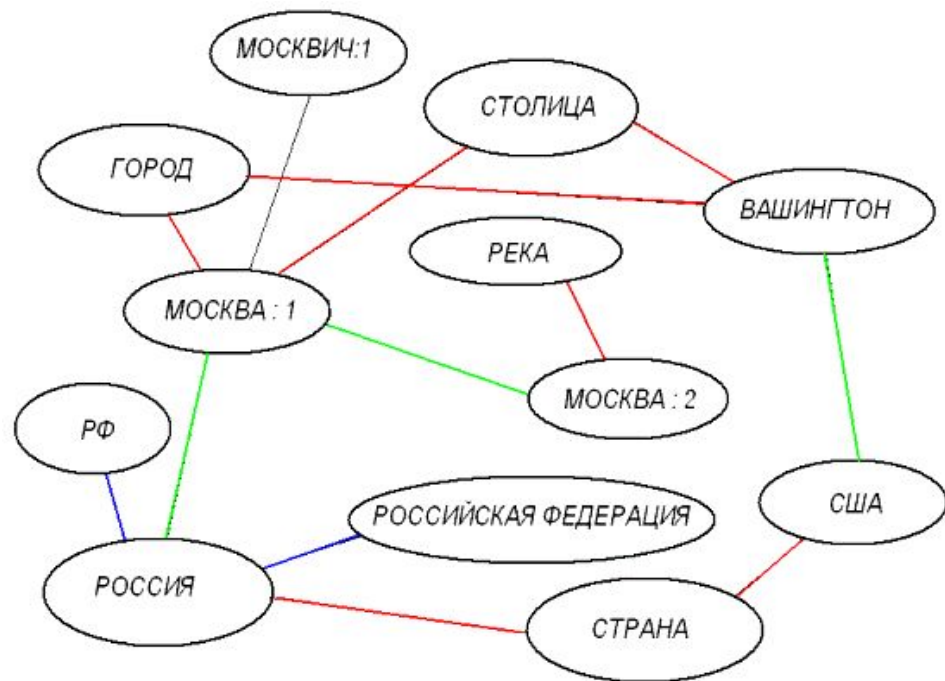 МОСКВИЧ:1
СТОЛИЦА
ГОРОД
ВАШИНГТОН
РЕКА
МОСКВА : 1
МОСКВА : 2
РФ
США
РОССИЙСКАЯ ФЕДЕРАЦИЯ
РОССИЯ
СТРАНА